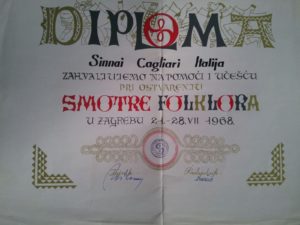 DIPLOMA
Sinnai Cagliari Italija
ZAHVALJUJEMO NA POMOĆI I UČEŠĆU
PRI OSTVARENJU
SMOTRE FOLKLORA
U ZAGREBU 21.-28. VII 1968.